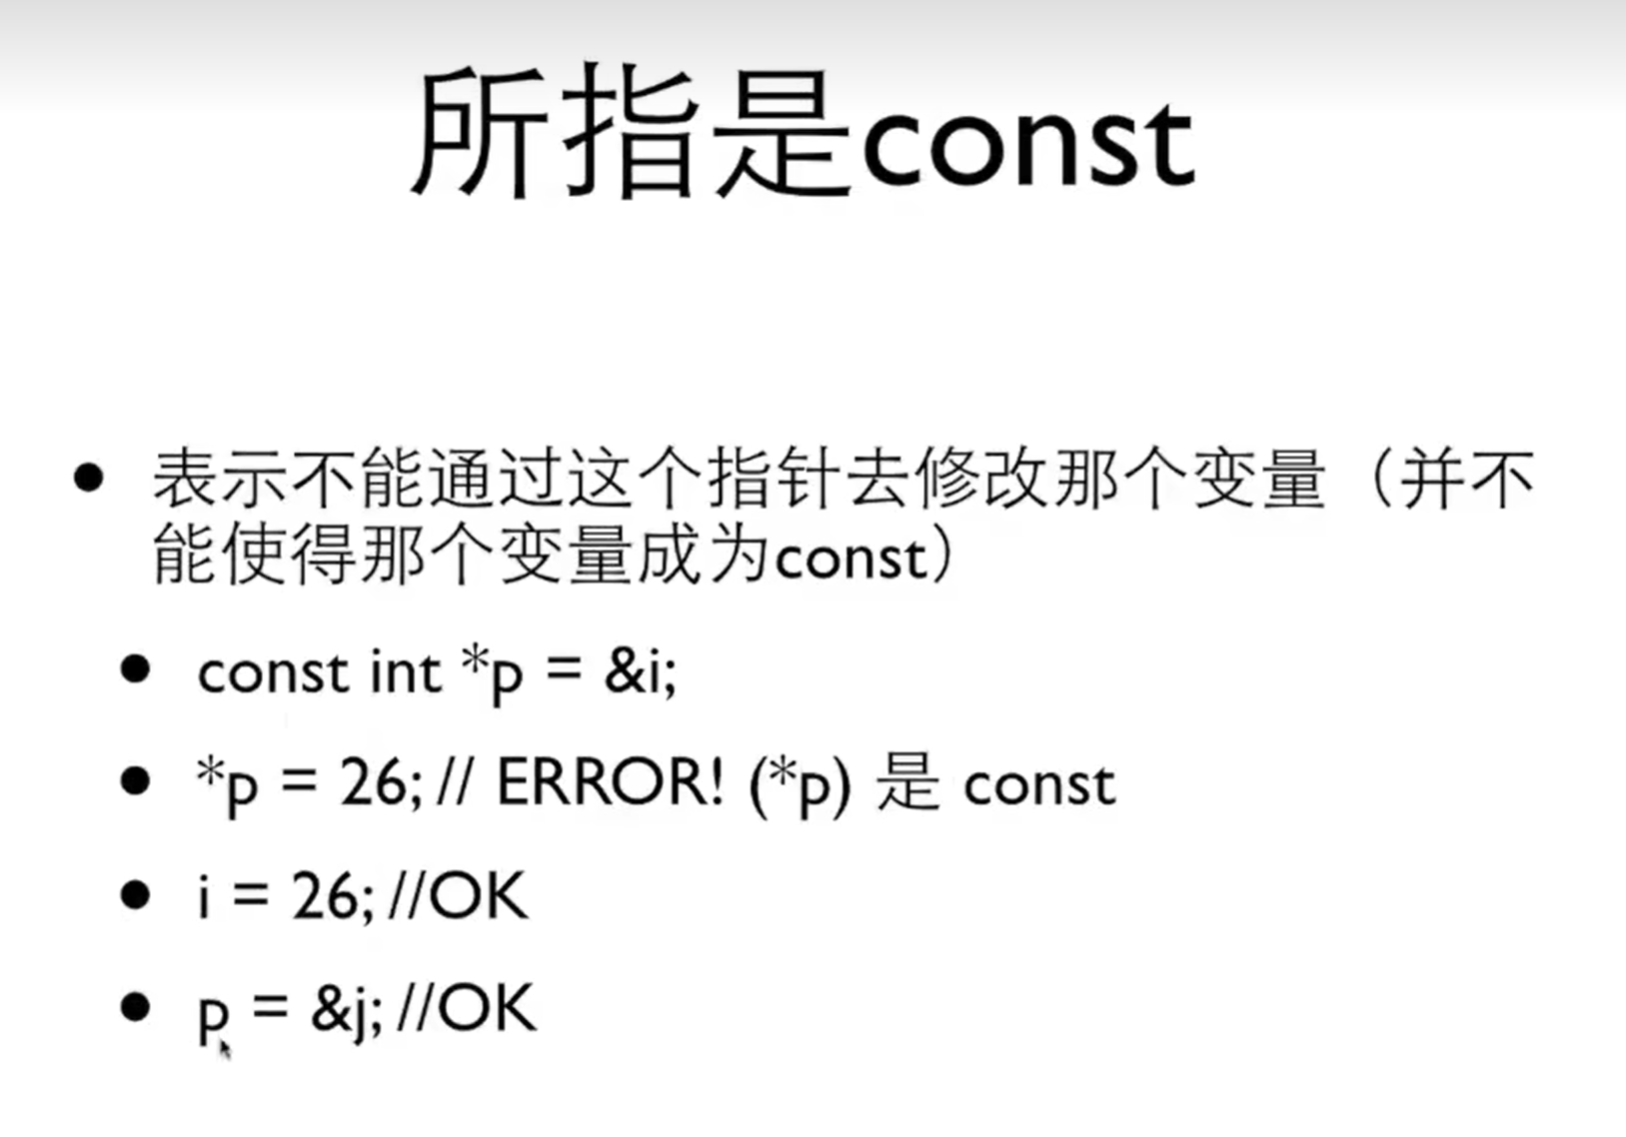 所指是const
• 表示不能通过这个指针去修改那个变量（并不
能使得那个变量成为const）
• const int *p = &i;
• *p = 26; // ERROR! (*p) 是 const
• i = 26; //OK
• p = &j; //OK